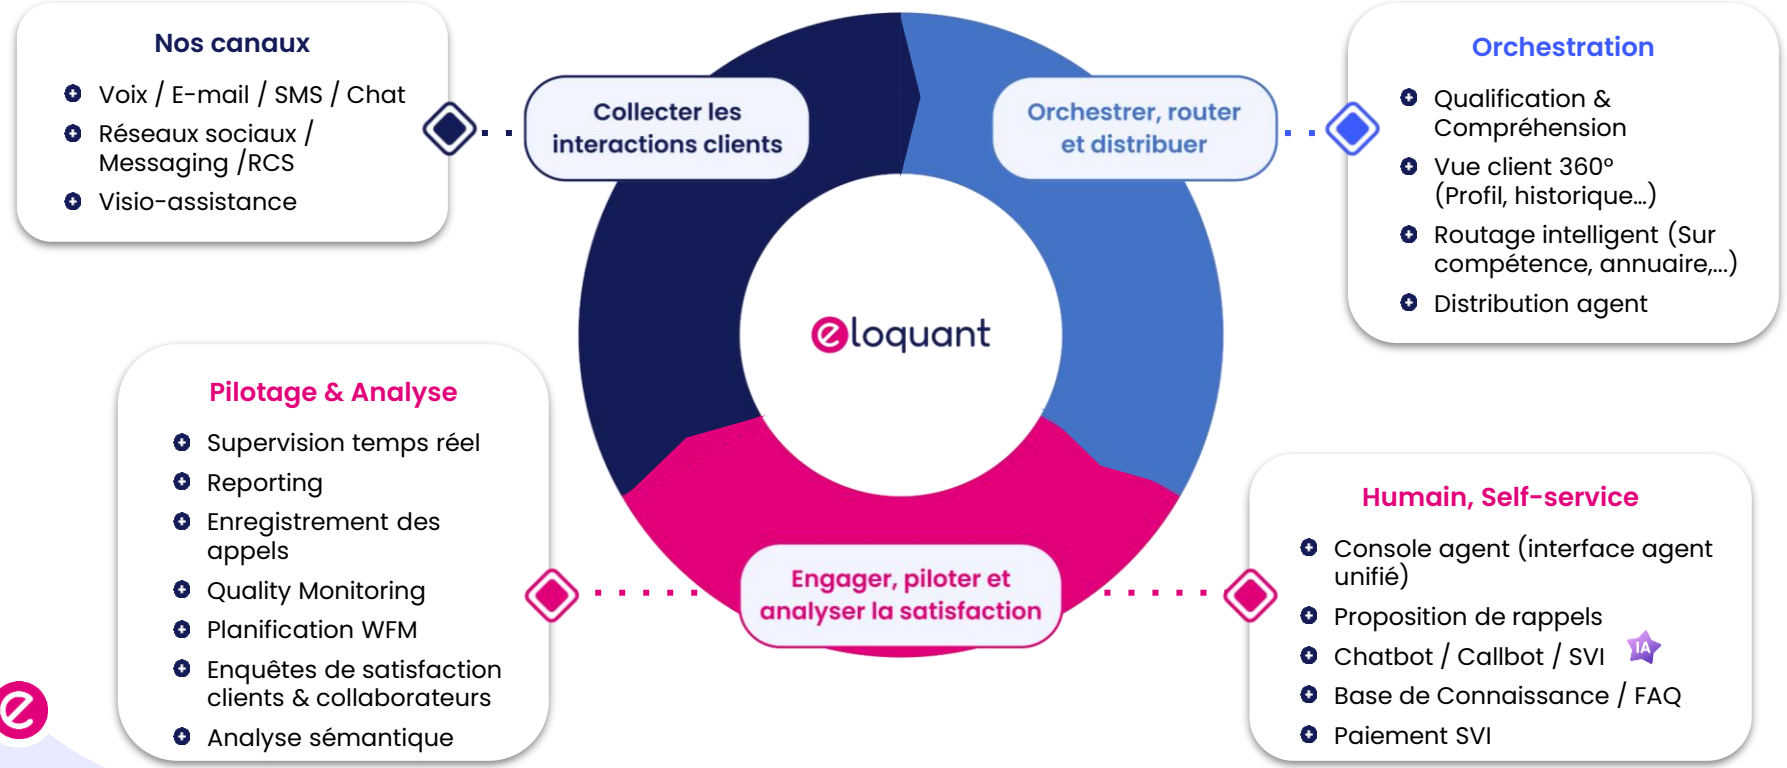 Nos canaux
Voix / E-mail / SMS / Chat
Réseaux sociaux /
Messaging /RCS
Visio-assistance
Collecter les
interactions clients
Orchestrer, router
et distribuer
Orchestration
Qualification &
Compréhension
Vue client 360°
(Profil, historique…)
Routage intelligent (Sur
compétence, annuaire,…)
Distribution agent
eloquant
Pilotage & Analyse
Supervision temps réel
Reporting
Enregistrement des
appels
Quality Monitoring
Planification WFM
Enquêtes de satisfaction
clients & collaborateurs
Analyse sémantique
Engager, piloter et
analyser la satisfaction
Humain, Self-service
Console agent (interface agent
unifié)
Proposition de rappels
Chatbot / Callbot / SVI IA
Base de Connaissance / FAQ
Paiement SVI
e